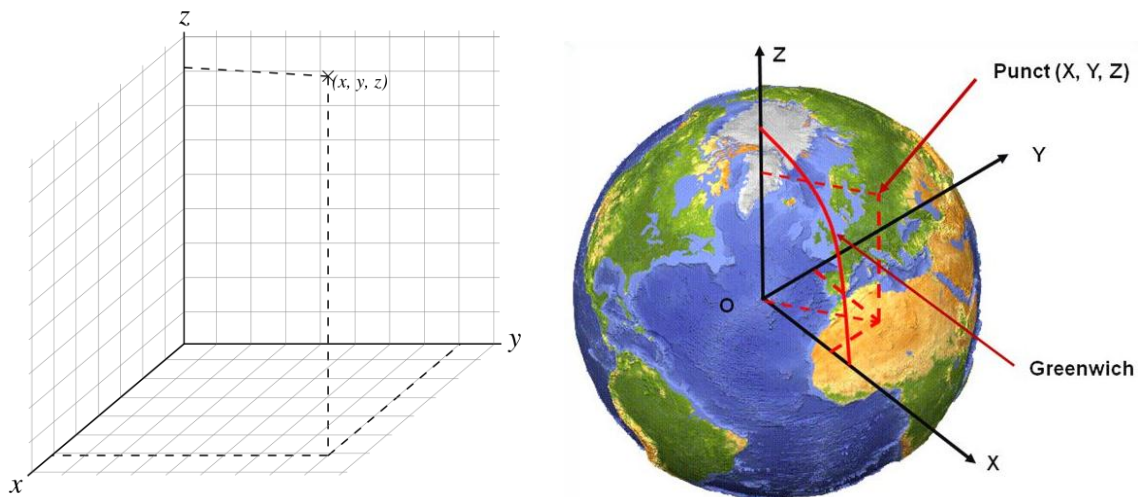 z
(x, y, z)
y
x
Z
Punct (X, Y, Z)
Y
O
Greenwich
X